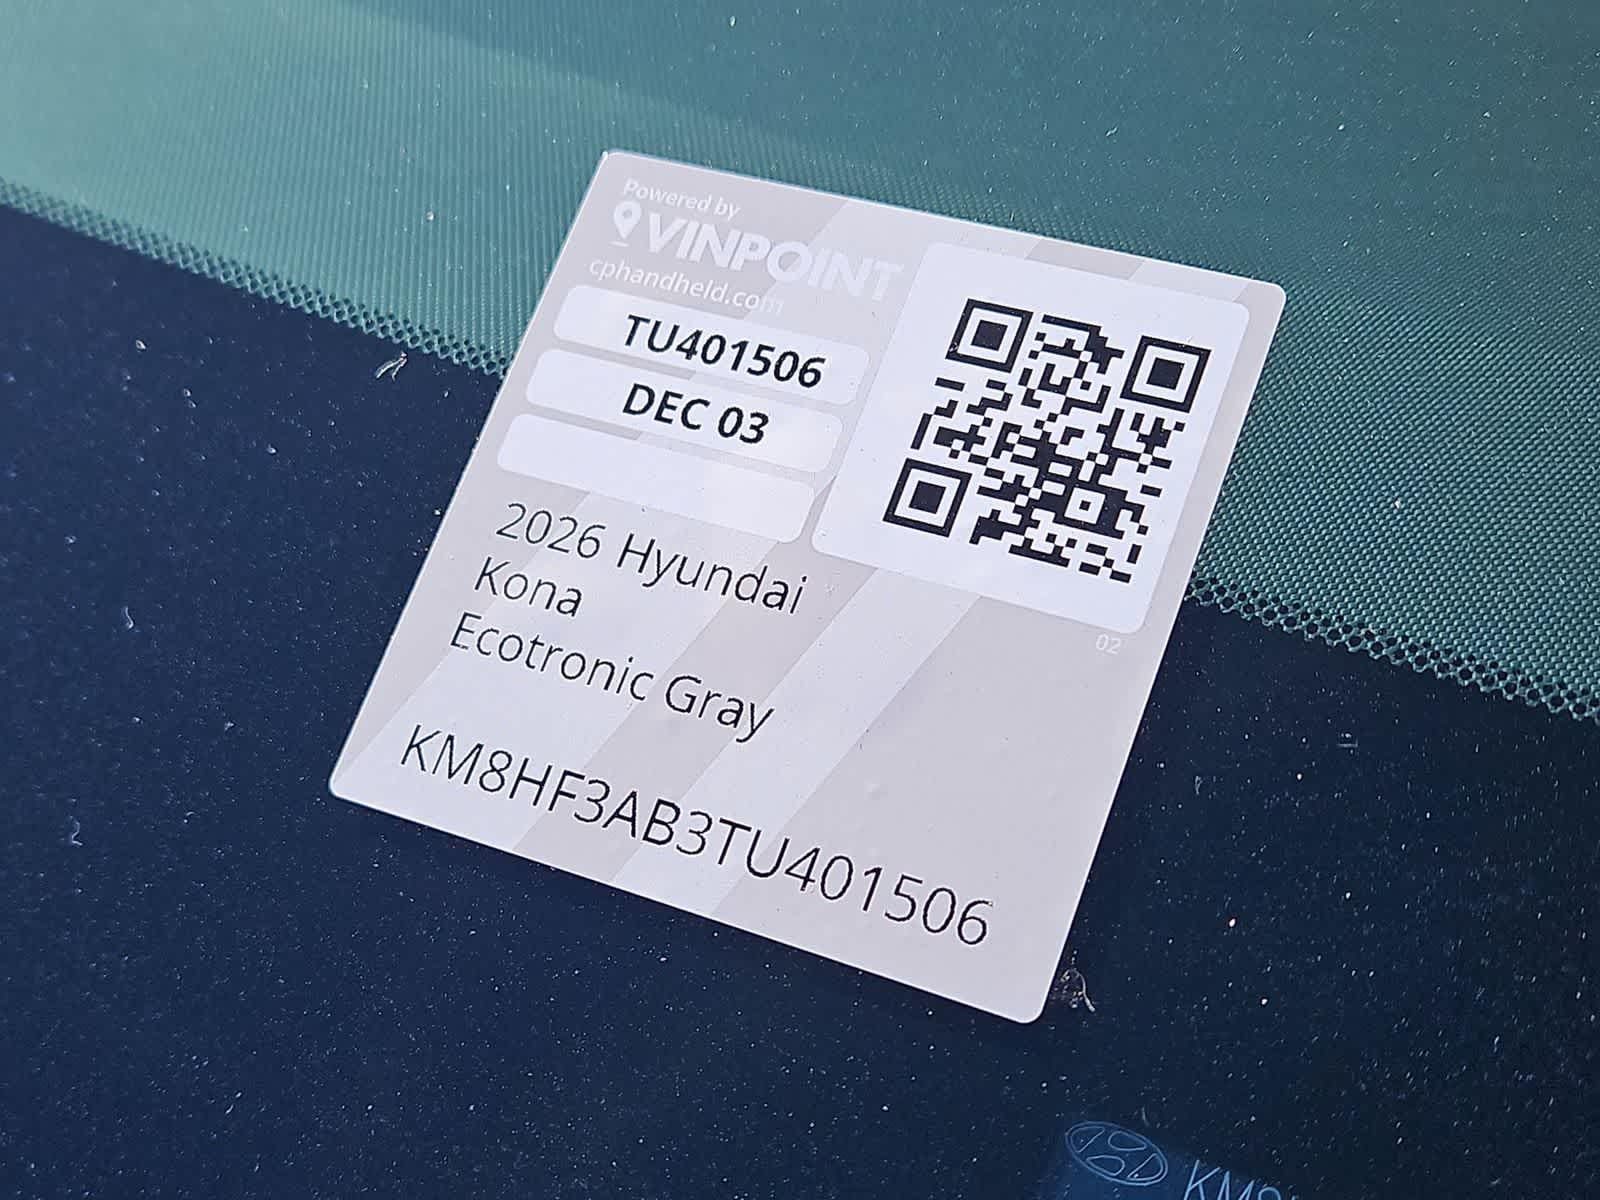 Powered by
VINPOINT
cphandheld.com
TU401506
DEC 03
2026 Hyundai
Kona
Ecotronic Gray
02
KM8HF3AB3TU401506